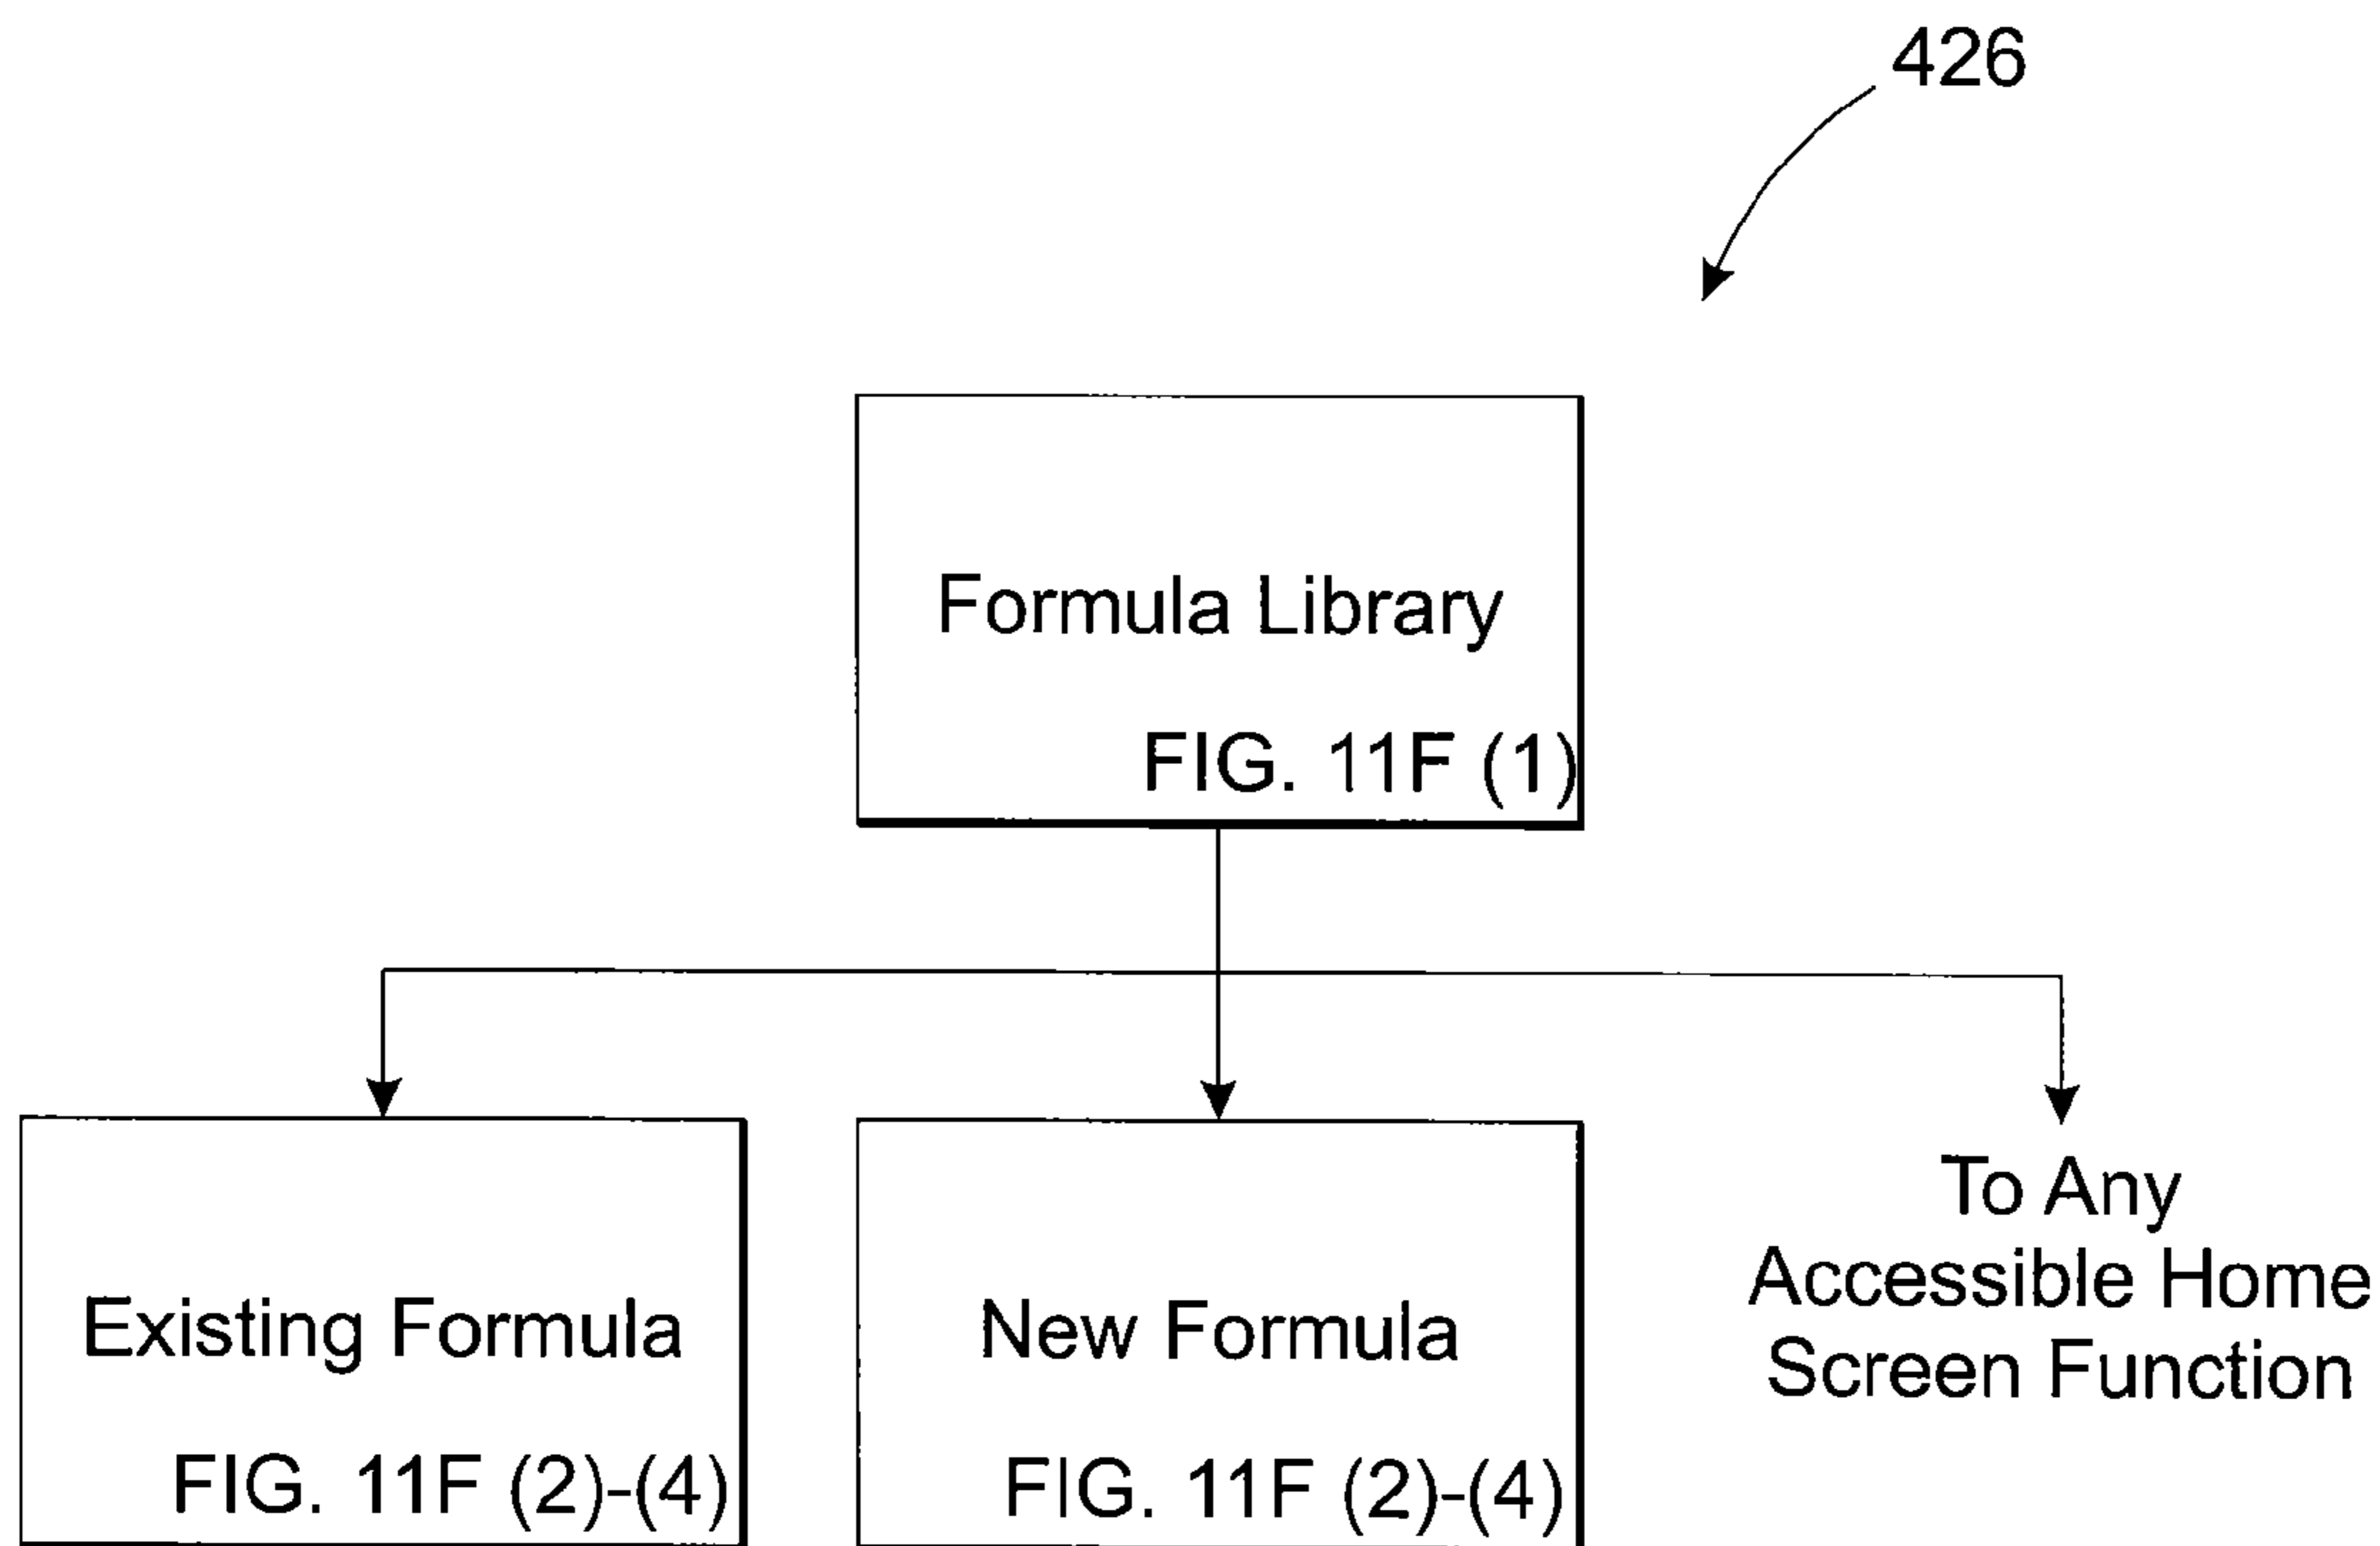 426
Formula Library
FIG. 11F (1)
Existing Formula
FIG. 11F (2)-(4)
New Formula
FIG. 11F (2)-(4)
To Any
Accessible Home
Screen Function